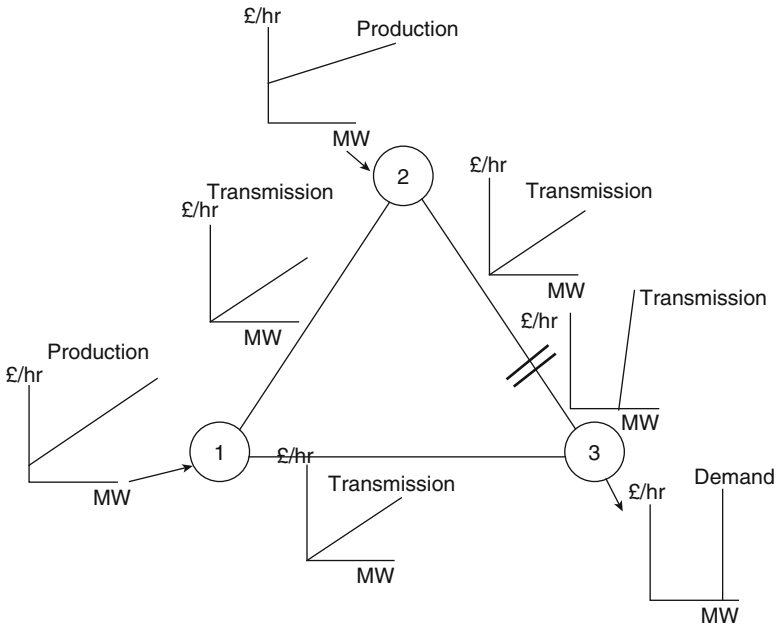 £/hr
Production
MW
2
£/hr
Transmission
MW
Transmission
£/hr
MW
£/hr
Transmission
MW
Production
£/hr
MW
1
3
£/hr
Transmission
MW
Demand
£/hr
MW